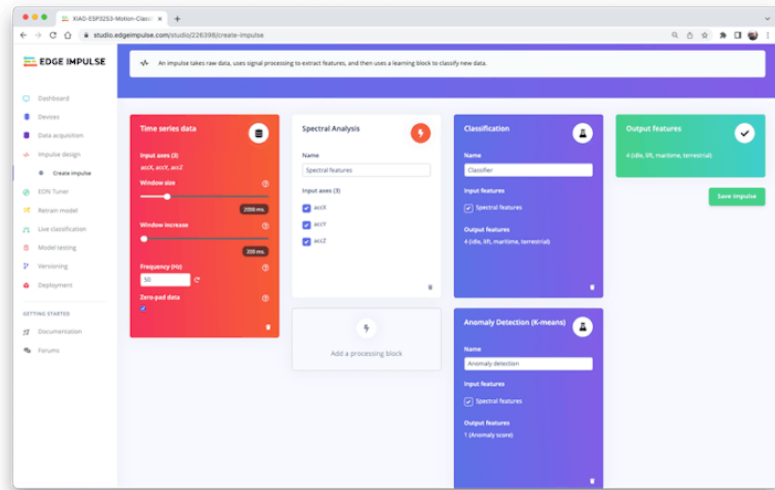 XIAO-ESP32S3-Motion-Classi
studio.edgeimpulse.com/studio/226398/create-impulse
EDGE IMPULSE
An impulse takes raw data, uses signal processing to extract features, and then uses a learning block to classify new data.
Dashboard
Devices
Data acquisition
Impulse design
Create impulse
EON Tuner
Retrain model
Live classification
Model testing
Versioning
Deployment
GETTING STARTED
Documentation
Forums
Time series data
Input axes (3)
accX, accY, accZ
Window size
2000 ms.
Window increase
200 ms.
Frequency (Hz)
50
Zero-pad data
Spectral Analysis
Name
Spectral features
Input axes (3)
accX
accY
accZ
Add a processing block
Classification
Name
Classifier
Input features
Spectral features
Output features
4 (idle, lift, maritime, terrestrial)
Anomaly Detection (K-means)
Name
Anomaly detection
Input features
Spectral features
Output features
1 (Anomaly score)
Output features
4 (idle, lift, maritime, terrestrial)
Save Impulse